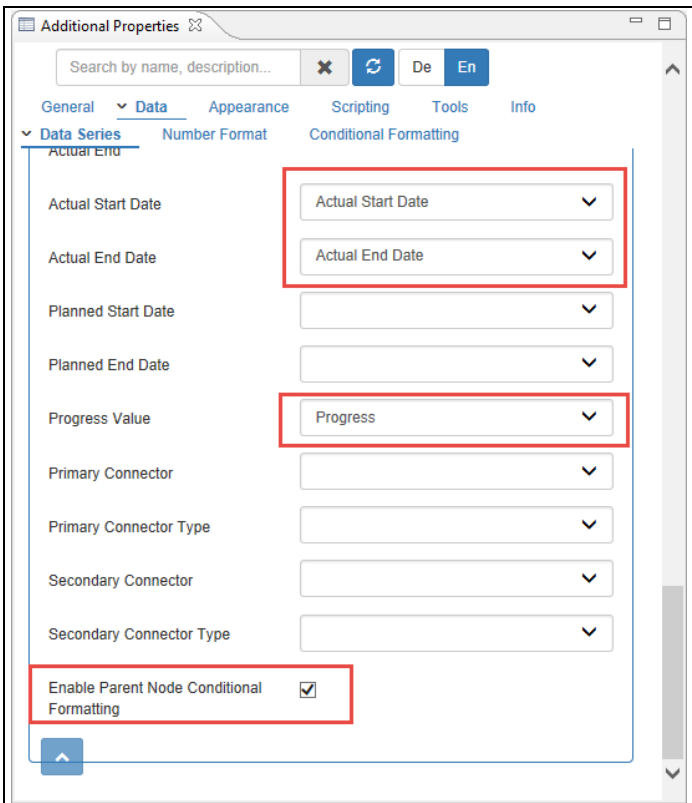 Additional Properties
Search by name, description... De En
General Data Appearance Scripting Tools Info
Data Series Number Format Conditional Formatting
Actual End
Actual Start Date Actual Start Date
Actual End Date Actual End Date
Planned Start Date
Planned End Date
Progress Value Progress
Primary Connector
Primary Connector Type
Secondary Connector
Secondary Connector Type
Enable Parent Node Conditional
Formatting